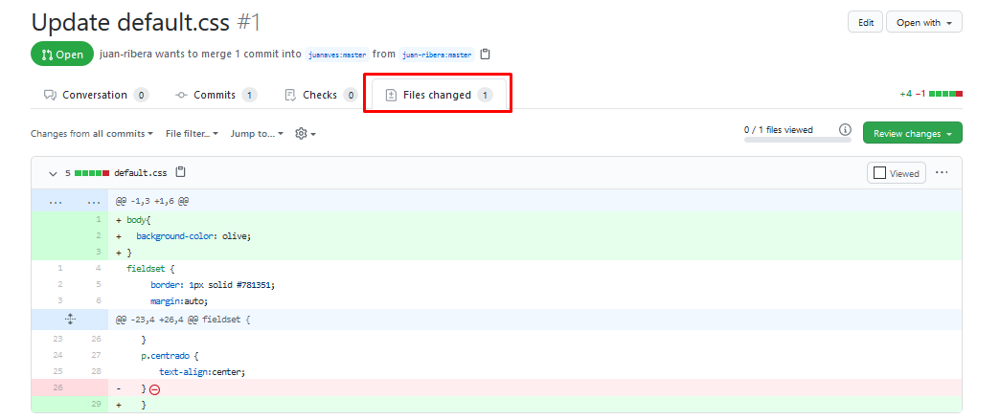 Update default.css #1
Edit
Open with
Open
juan-ribera wants to merge 1 commit into juanaves:master from juan-ribera:master
Conversation 0
Commits 1
Checks 0
Files changed 1
+4 −1
Changes from all commits
File filter...
Jump to...
0 / 1 files viewed
Review changes
5 default.css
Viewed
... ... @@ -1,3 +1,6 @@
1 + body{
2 + background-color: olive;
3 + }
1 4 fieldset {
2 5 border: 1px solid #781351;
3 6 margin:auto;
@@ -23,4 +26,4 @@ fieldset {
23 26 }
24 27 p.centrado {
25 28 text-align:center;
26 - }
29 + }